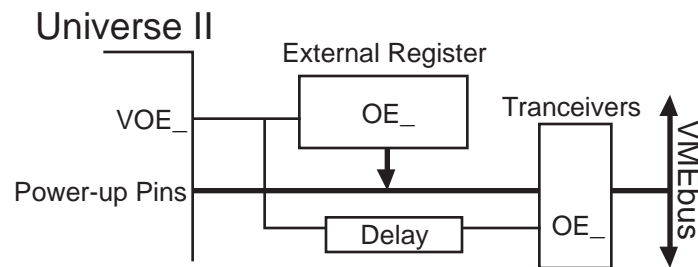 Universe II
External Register
OE_
VOE_
Tranceivers
Power-up Pins
Delay
OE_
VMEbus